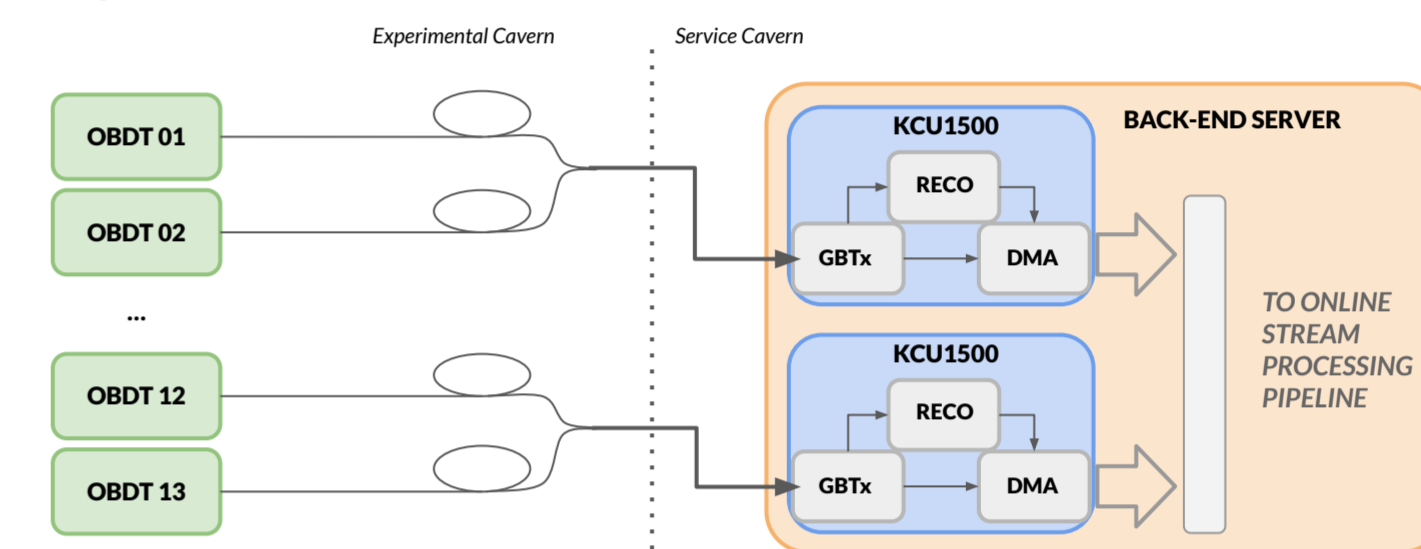 Experimental Cavern
Service Cavern
OBDT 01
OBDT 02
...
OBDT 12
OBDT 13
BACK-END SERVER
KCU1500
RECO
GBTx
DMA
KCU1500
RECO
GBTx
DMA
TO ONLINE
STREAM
PROCESSING
PIPELINE